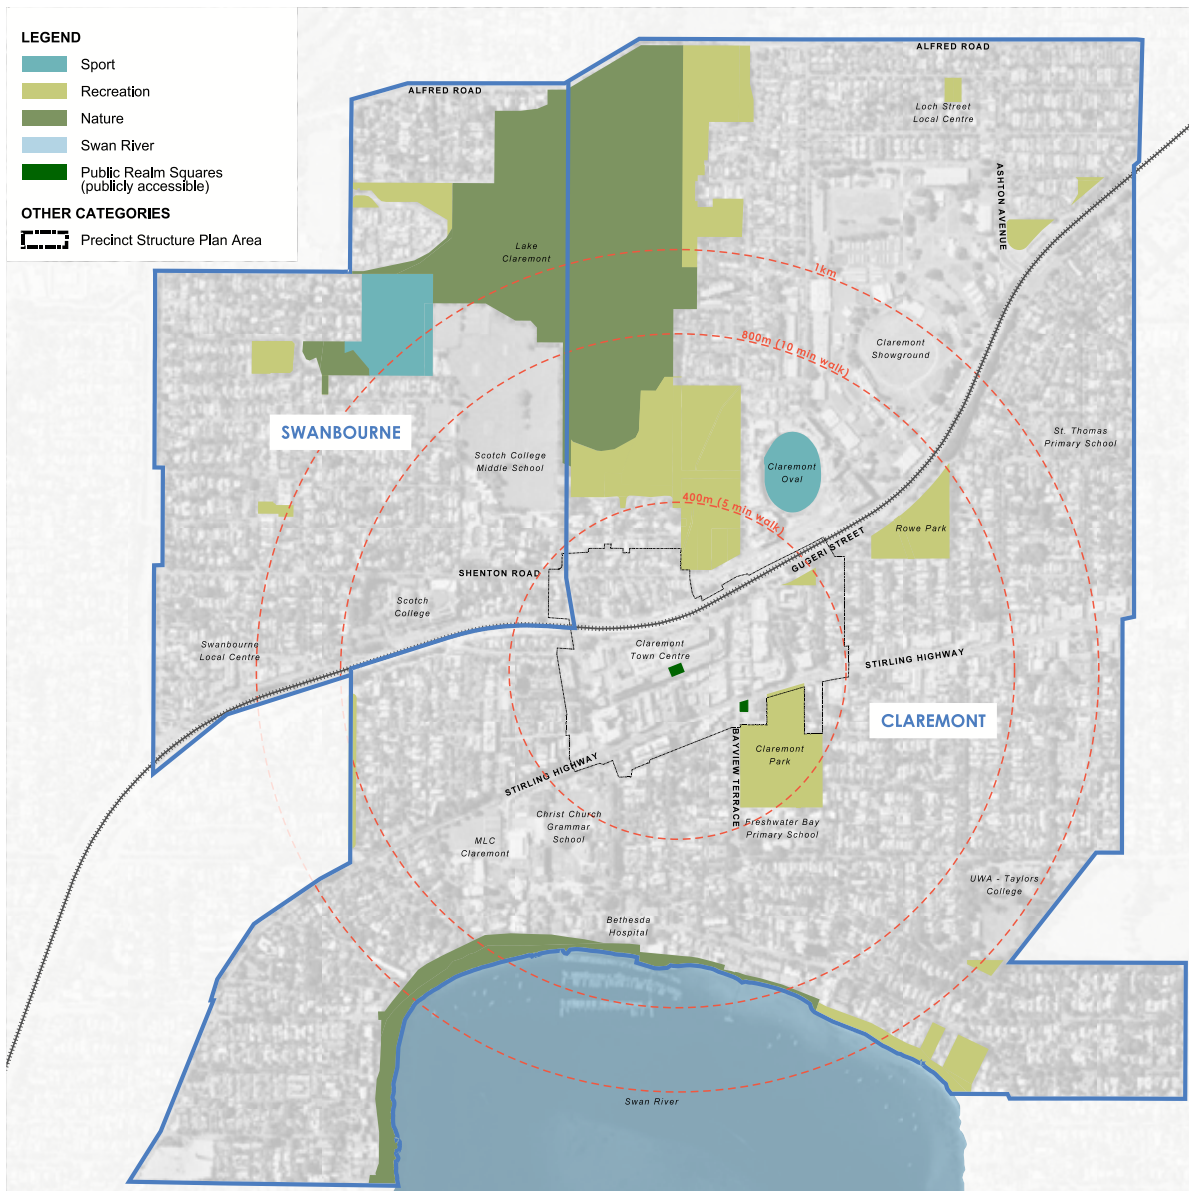 LEGEND
Sport
Recreation
Nature
Swan River
Public Realm Squares
(publicly accessible)
OTHER CATEGORIES
Precinct Structure Plan Area
ALFRED ROAD
ALFRED ROAD
Loch Street
Local Centre
ASHTON AVENUE
Lake
Claremont
1km
800m (10 min walk)
Claremont
Showground
SWANBOURNE
St. Thomas
Primary School
Scotch College
Middle School
Claremont
Oval
400m (5 min walk)
Rowe Park
GUGERI STREET
SHENTON ROAD
Scotch
College
Swanbourne
Local Centre
Claremont
Town Centre
STIRLING HIGHWAY
CLAREMONT
BAYVIEW TERRACE
Claremont
Park
STIRLING HIGHWAY
Christ Church
Grammar
School
Freshwater Bay
Primary School
MLC
Claremont
UWA - Taylors
College
Bethesda
Hospital
Swan River